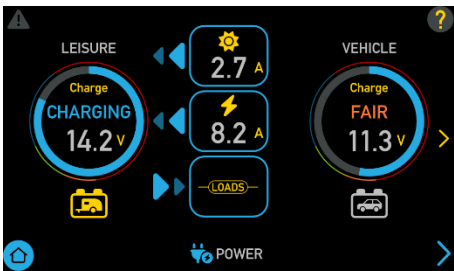 ?
LEISURE
VEHICLE
2.7 A
Charge
CHARGING
14.2 V
Charge
FAIR
11.3 V
8.2 A
LOADS
POWER